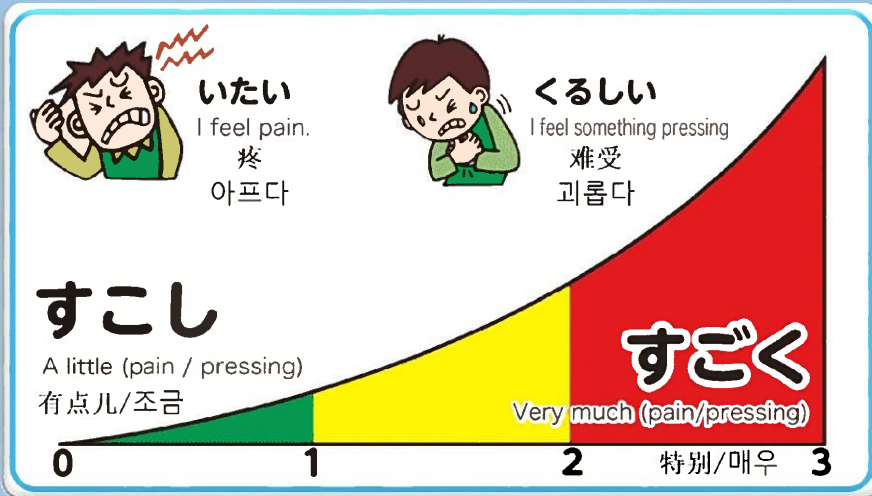 いたい
I feel pain.
疼
아프다
くるしい
I feel something pressing
难受
괴롭다
すこし
A little (pain / pressing)
有点儿/조금
すごく
Very much (pain/pressing)
0 1 2 特别/매우 3